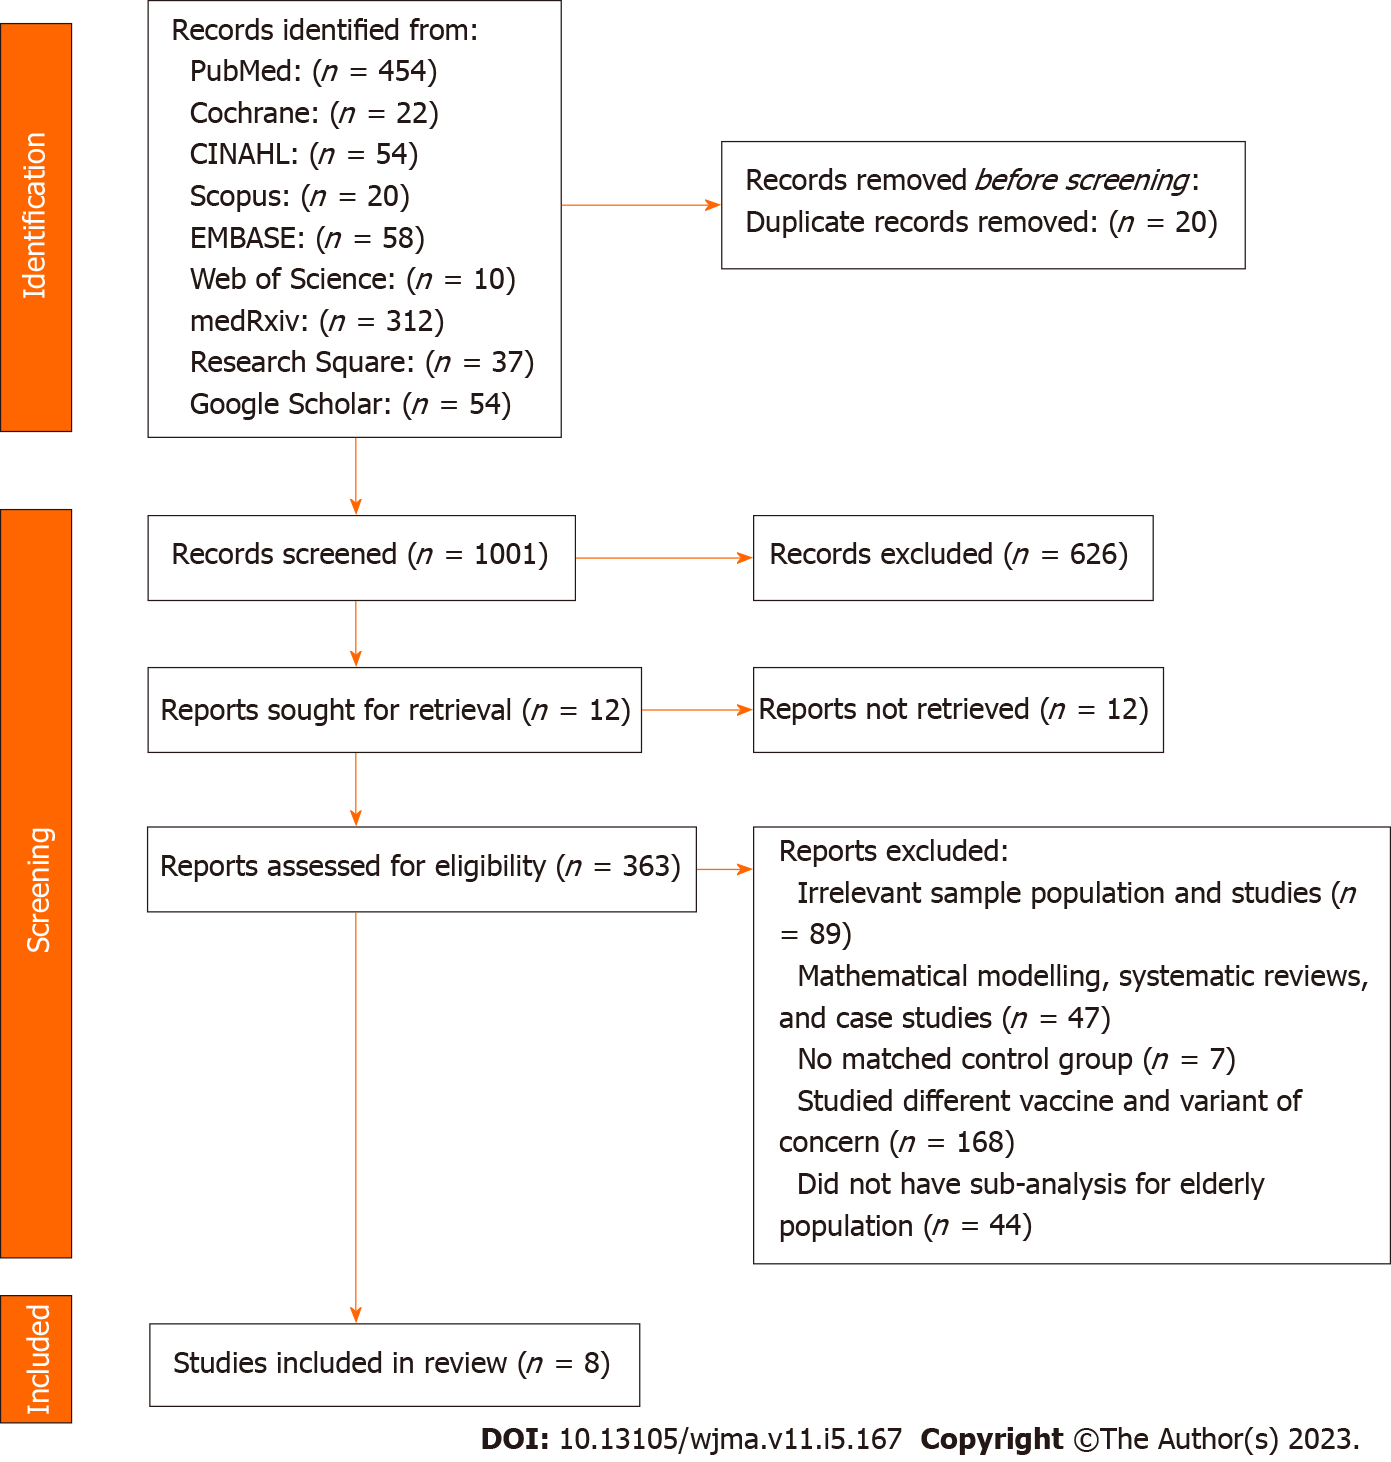 Identification
Records identified from:
PubMed: (n = 454)
Cochrane: (n = 22)
CINAHL: (n = 54)
Scopus: (n = 20)
EMBASE: (n = 58)
Web of Science: (n = 10)
medRxiv: (n = 312)
Research Square: (n = 37)
Google Scholar: (n = 54)
Records removed before screening:
Duplicate records removed: (n = 20)
Screening
Records screened (n = 1001)
Records excluded (n = 626)
Reports sought for retrieval (n = 12)
Reports not retrieved (n = 12)
Reports assessed for eligibility (n = 363)
Reports excluded:
Irrelevant sample population and studies (n
= 89)
Mathematical modelling, systematic reviews,
and case studies (n = 47)
No matched control group (n = 7)
Studied different vaccine and variant of
concern (n = 168)
Did not have sub-analysis for elderly
population (n = 44)
Included
Studies included in review (n = 8)
DOI: 10.13105/wjma.v11.i5.167 Copyright ©The Author(s) 2023.